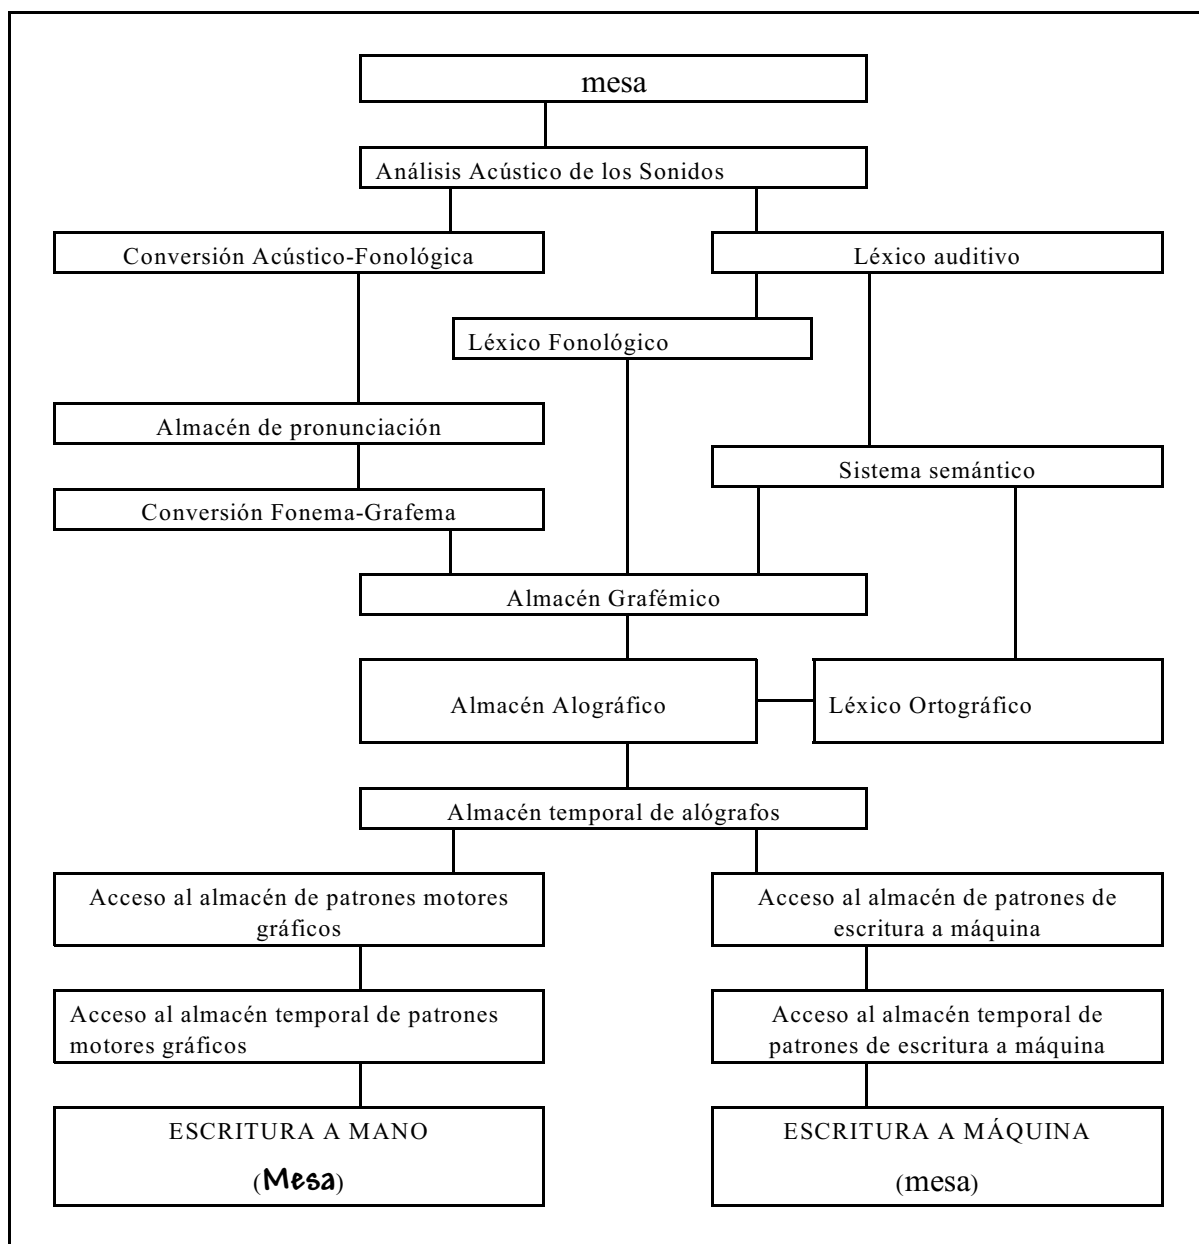 mesa
Análisis Acústico de los Sonidos
Conversión Acústico-Fonológica
Léxico auditivo
Léxico Fonológico
Almacén de pronunciación
Sistema semántico
Conversión Fonema-Grafema
Almacén Grafémico
Almacén Alográfico
Léxico Ortográfico
Almacén temporal de alógrafos
Acceso al almacén de patrones motores
gráficos
Acceso al almacén de patrones de
escritura a máquina
Acceso al almacén temporal de patrones
motores gráficos
Acceso al almacén temporal de
patrones de escritura a máquina
ESCRITURA A MANO
(Mesa)
ESCRITURA A MÁQUINA
(mesa)